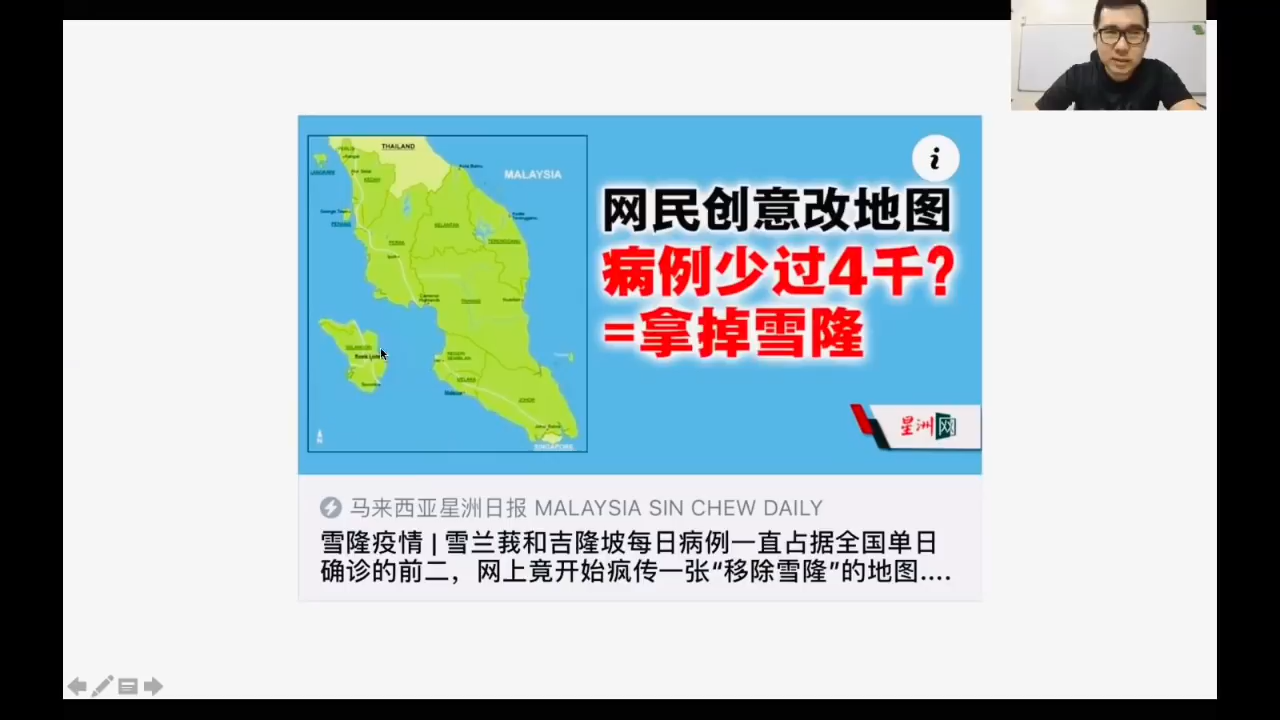 THAILAND
MALAYSIA
SINGAPORE
i
网民创意改地图
病例少过4千?
=拿掉雪隆
星洲网
马来西亚星洲日报 MALAYSIA SIN CHEW DAILY
雪隆疫情 | 雪兰莪和吉隆坡每日病例一直占据全国单日
确诊的前二，网上竟开始疯传一张“移除雪隆”的地图....